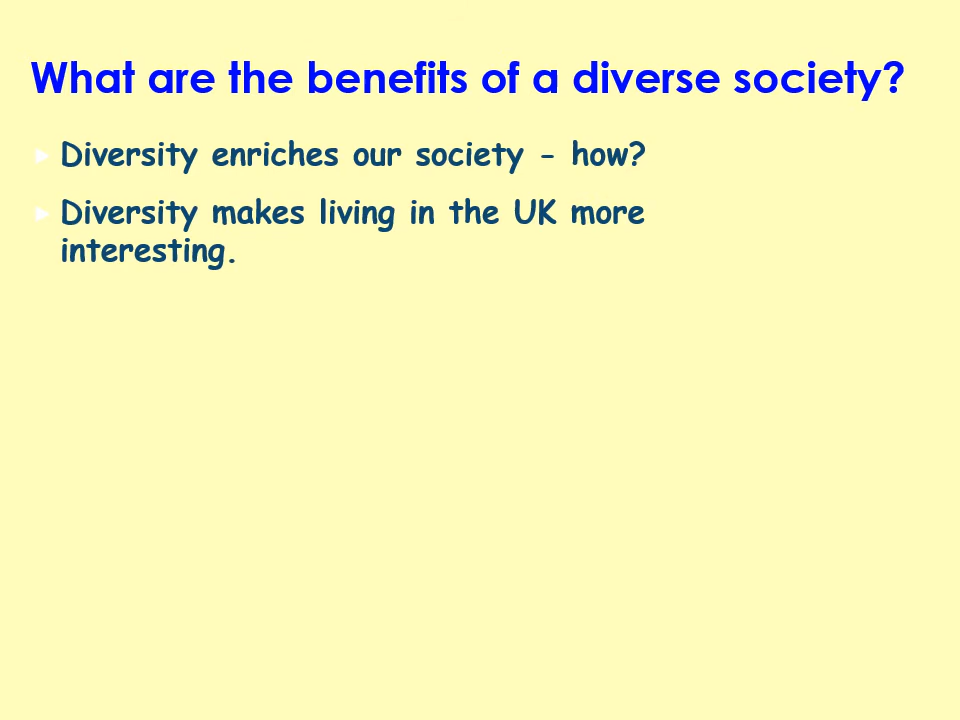 What are the benefits of a diverse society?
Diversity enriches our society - how?
Diversity makes living in the UK more
interesting.